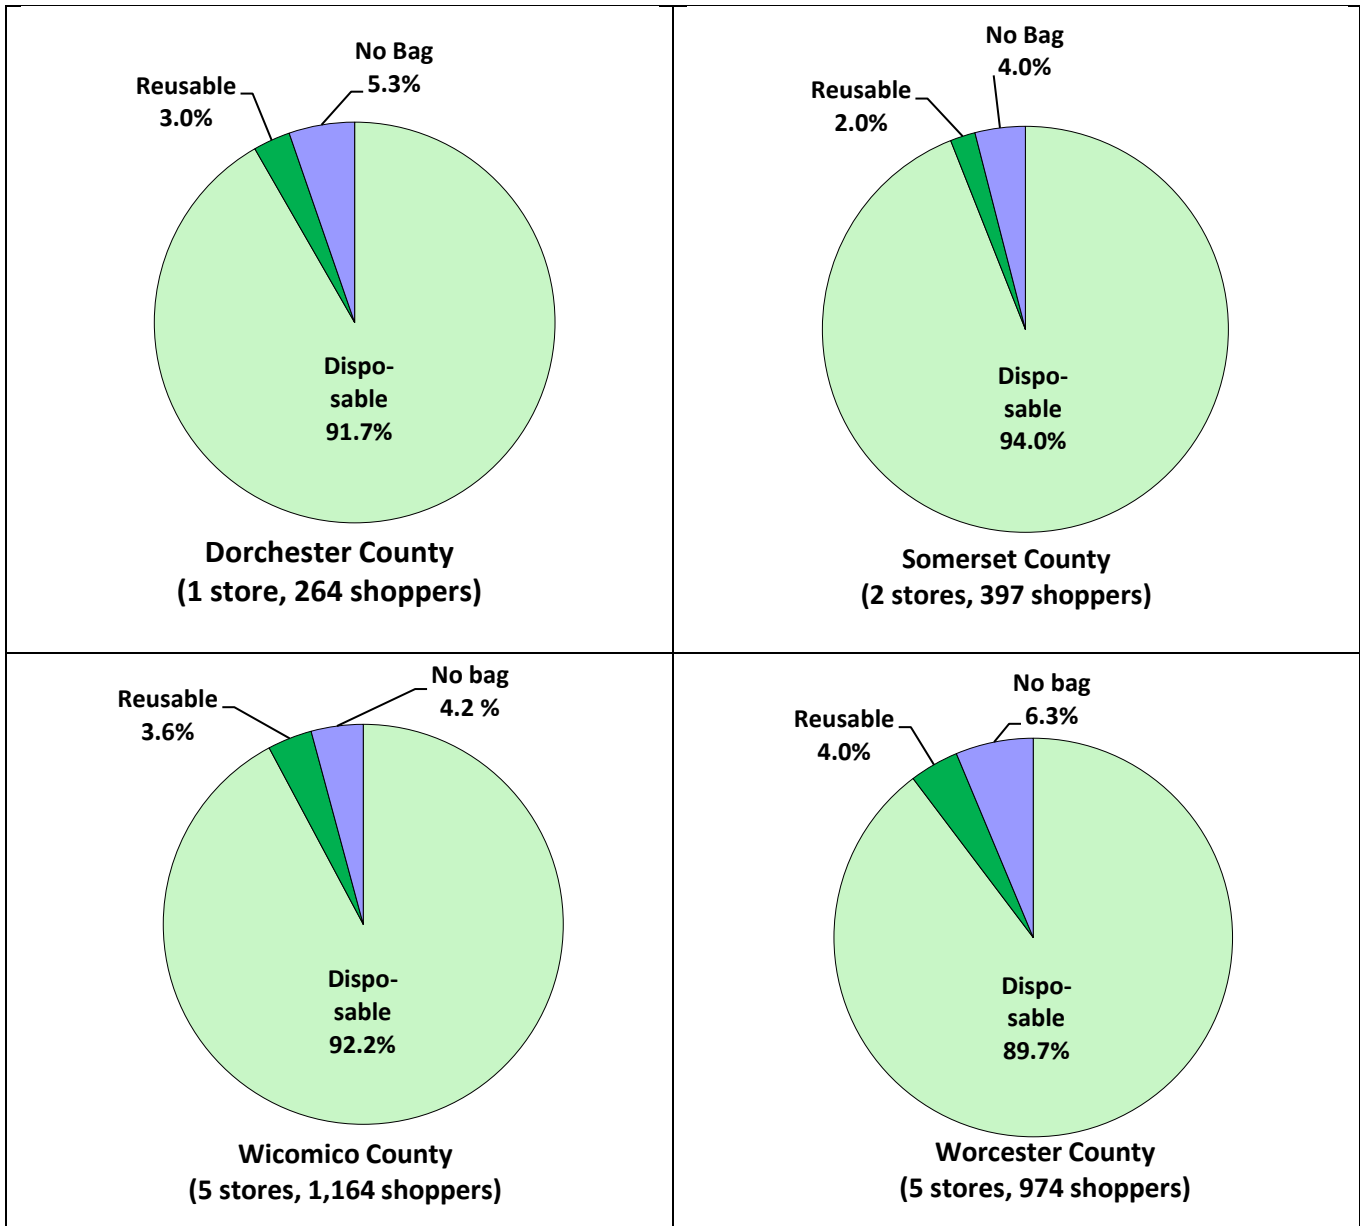 No Bag
5.3%
Reusable
3.0%
Dispo-
sable
91.7%
Dorchester County
(1 store, 264 shoppers)
No Bag
4.0%
Reusable
2.0%
Dispo-
sable
94.0%
Somerset County
(2 stores, 397 shoppers)
No bag
4.2 %
Reusable
3.6%
Dispo-
sable
92.2%
Wicomico County
(5 stores, 1,164 shoppers)
No bag
6.3%
Reusable
4.0%
Dispo-
sable
89.7%
Worcester County
(5 stores, 974 shoppers)